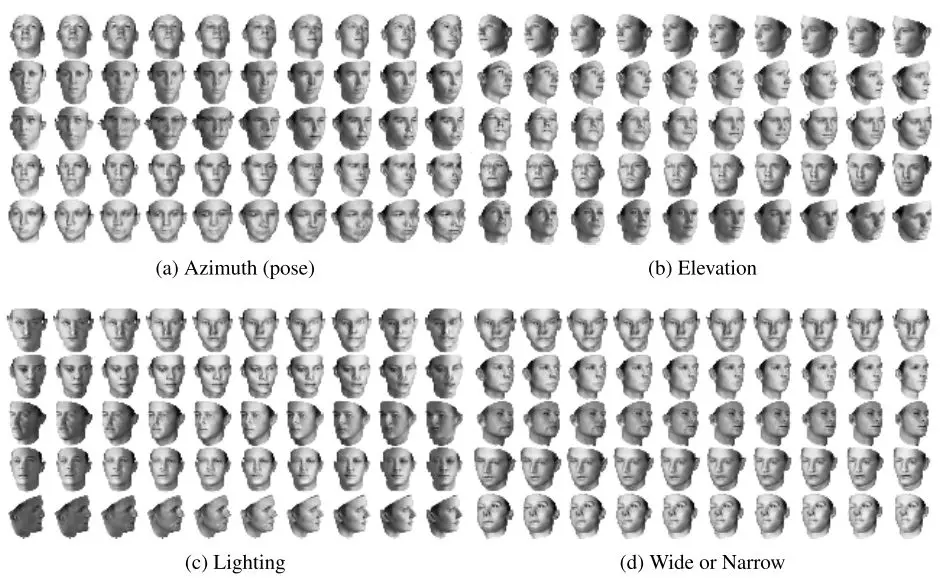 (a) Azimuth (pose)
(b) Elevation
(c) Lighting
(d) Wide or Narrow